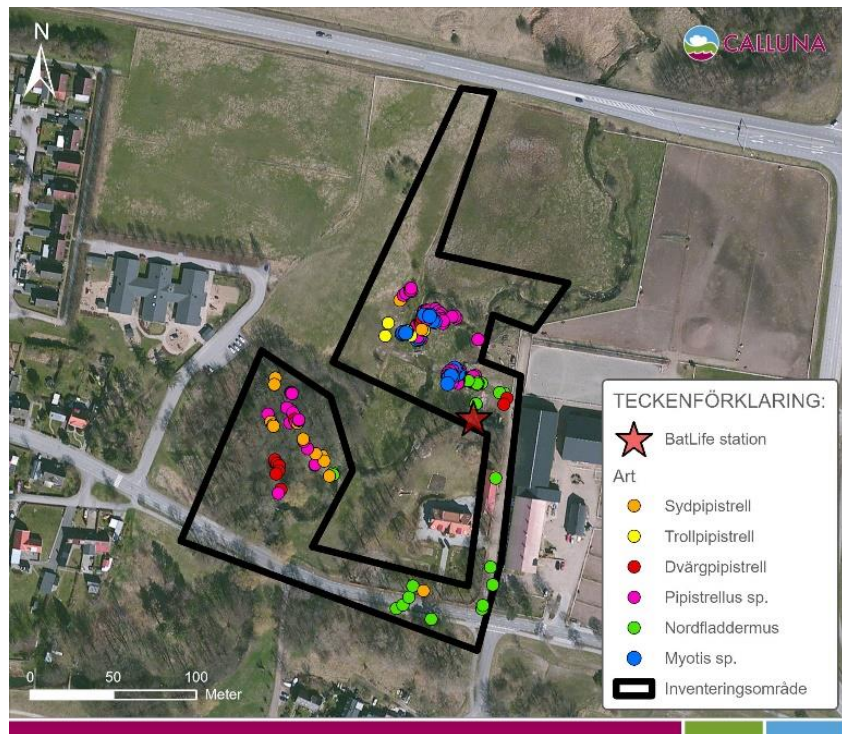 N
CALLUNA
TECKENFÖRKLARING:
BatLife station
Art
Sydpipistrell
Trollpipistrell
Dvärgpipistrell
Pipistrellus sp.
Nordfladdermus
Myotis sp.
Inventeringsområde
0 50 100
Meter